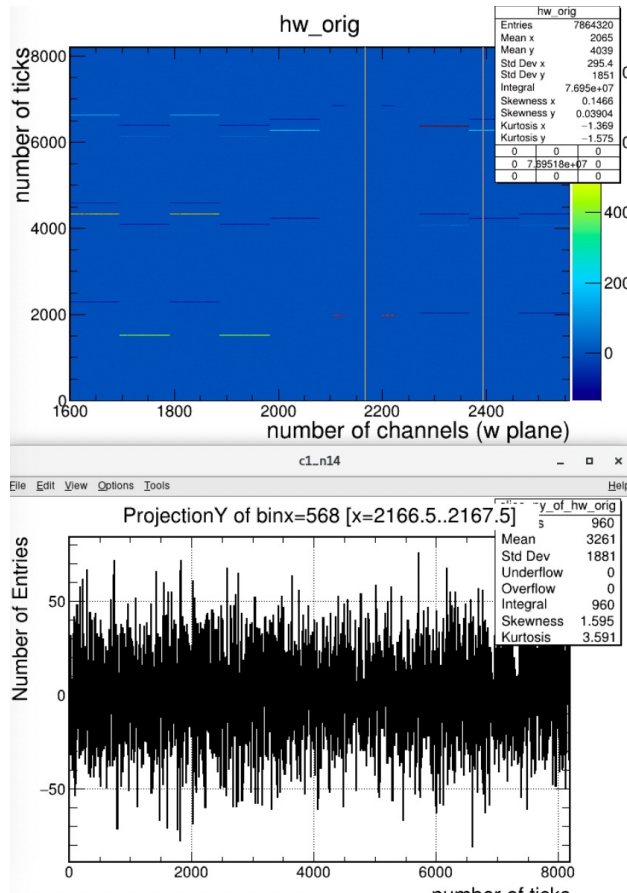 hw_orig
hw_orig
Entries 7864320
Mean x 2065
Mean y 4039
Std Dev x 295.4
Std Dev y 1851
Integral 7.695e+07
Skewness x 0.1466
Skewness y 0.03904
Kurtosis x −1.369
Kurtosis y −1.575
0 0 0
0 7.69518e+07 0
0 0 0
number of ticks
8000
6000
4000
2000
0
400
200
0
1600 1800 2000 2200 2400
number of channels (w plane)
c1_n14
File Edit View Options Tools Help
ProjectionY of binx=568 [x=2166.5..2167.5]
_py_of_hw_orig
s 960
Mean 3261
Std Dev 1881
Underflow 0
Overflow 0
Integral 960
Skewness 1.595
Kurtosis 3.591
Number of Entries
50
0
−50
0 2000 4000 6000 8000
number of ticks